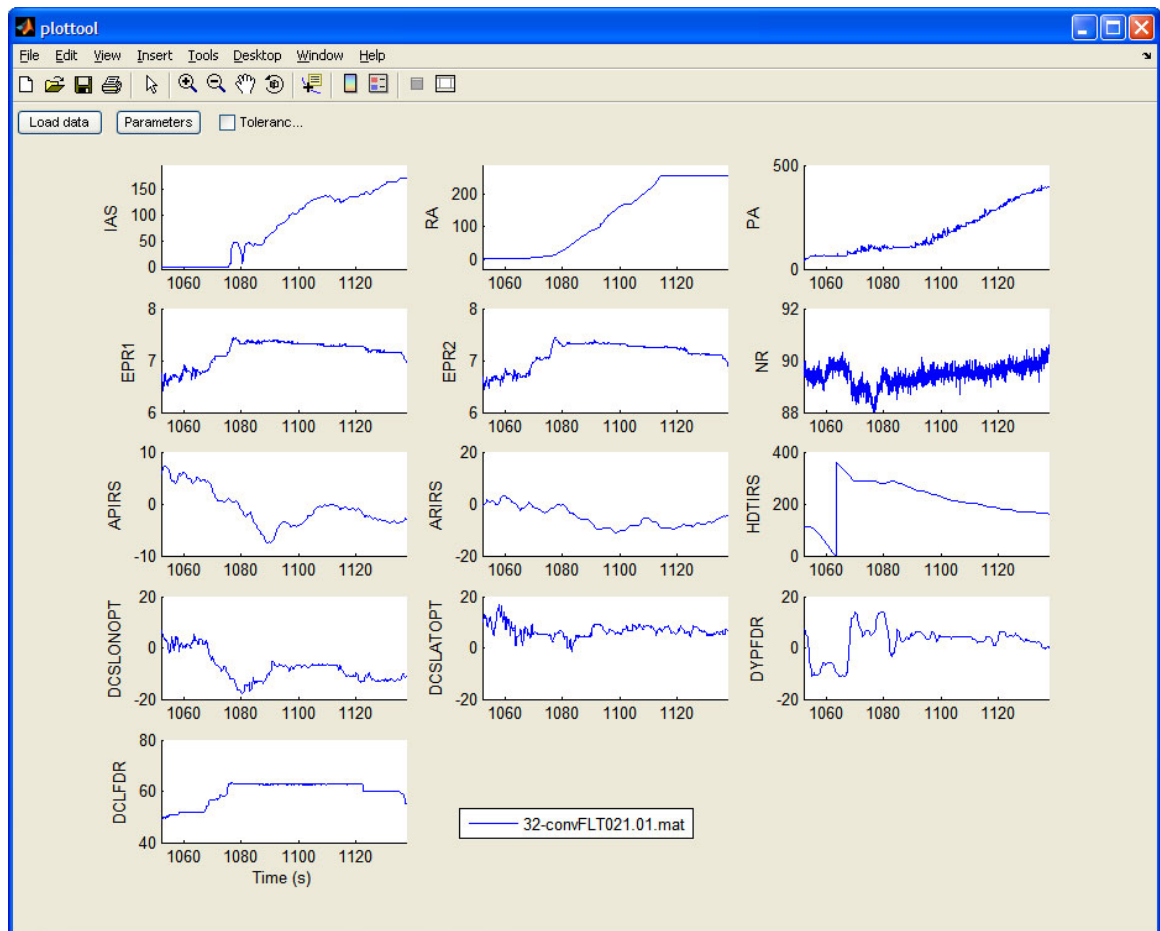 plottool
File Edit View Insert Tools Desktop Window Help
Load data Parameters Toleranc...
IAS
150
100
50
0
1060 1080 1100 1120
RA
200
100
0
1060 1080 1100 1120
PA
500
0
1060 1080 1100 1120
EPR1
8
7
6
1060 1080 1100 1120
EPR2
8
7
6
1060 1080 1100 1120
NR
92
90
88
1060 1080 1100 1120
APIRS
10
0
-10
1060 1080 1100 1120
ARIRS
20
0
-20
1060 1080 1100 1120
HDTIRS
400
200
0
1060 1080 1100 1120
DCSLONOPT
20
0
-20
1060 1080 1100 1120
DCSLATOPT
20
0
-20
1060 1080 1100 1120
DYPFDR
20
0
-20
1060 1080 1100 1120
DCLFDR
80
60
40
1060 1080 1100 1120
Time (s)
32-convFLT021.01.mat